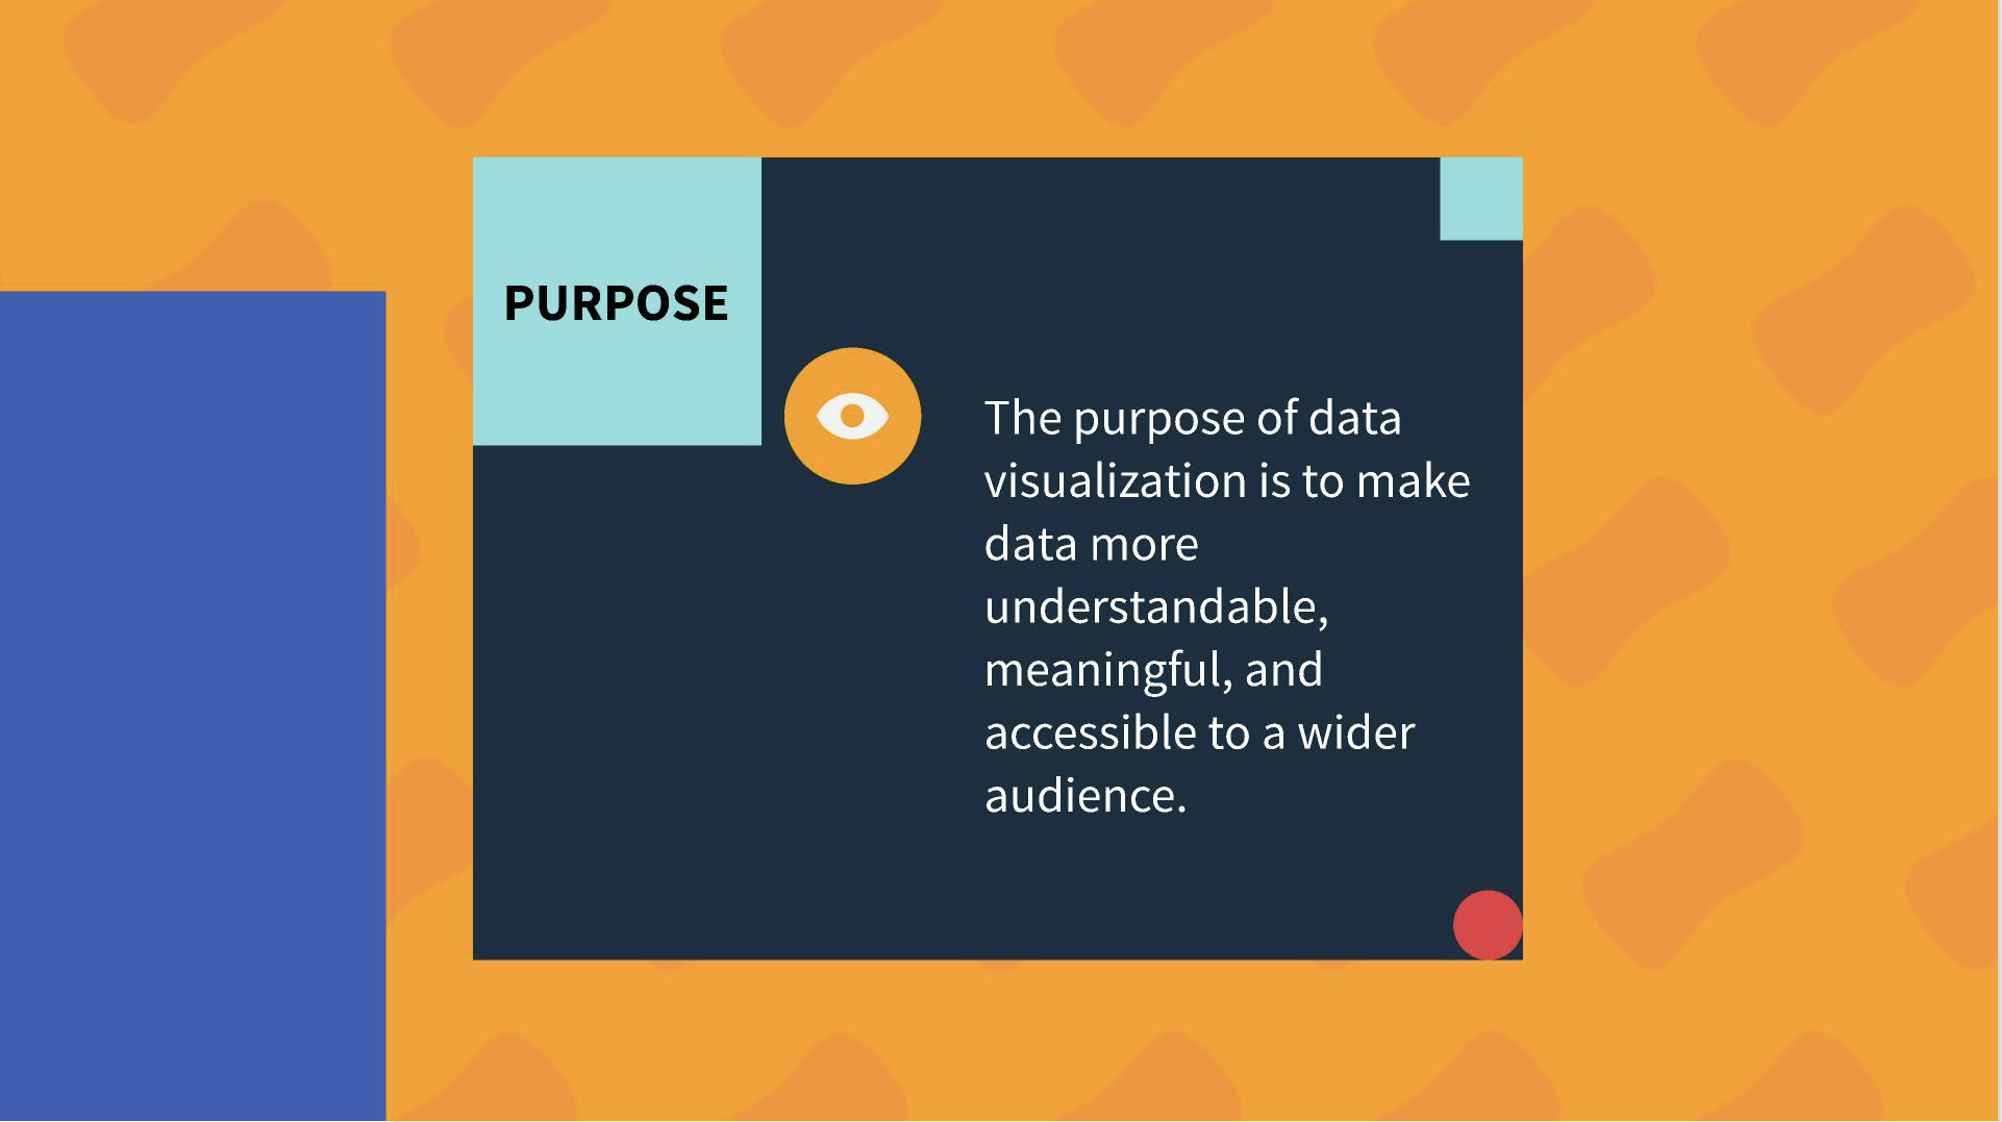 PURPOSE
The purpose of data
visualization is to make
data more
understandable,
meaningful, and
accessible to a wider
audience.